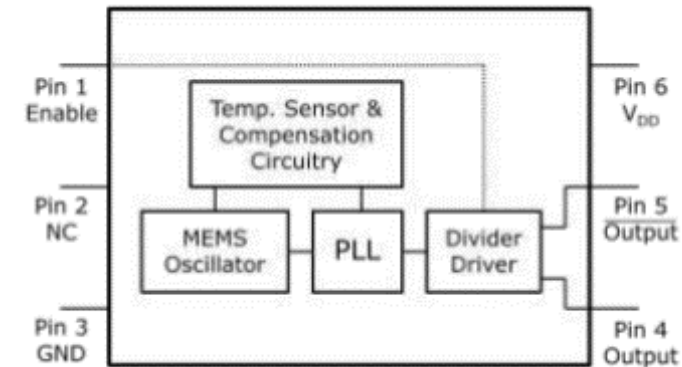 Pin 1
Enable
Pin 2
NC
Pin 3
GND
Temp. Sensor &
Compensation
Circuitry
MEMS
Oscillator
PLL
Divider
Driver
Pin 6
VDD
Pin 5
Output
Pin 4
Output